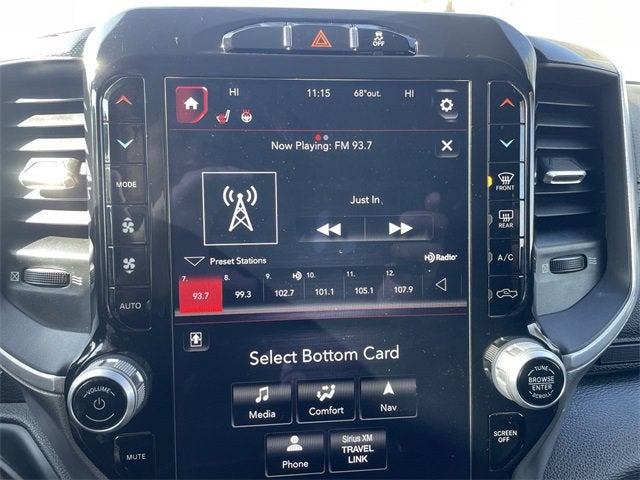 OFF
HI 11:15 68°out. HI
Now Playing: FM 93.7
MODE
FRONT
Just In
REAR
A/C
Preset Stations
HD Radio
7. 8. 9. HD 10. 11. 12.
93.7 99.3 102.7 101.1 105.1 107.9
AUTO
Select Bottom Card
VOLUME
TUNE
BROWSE
ENTER
SCROLL
Media Comfort Nav
MUTE
SCREEN
OFF
Phone
Sirius XM
TRAVEL
LINK